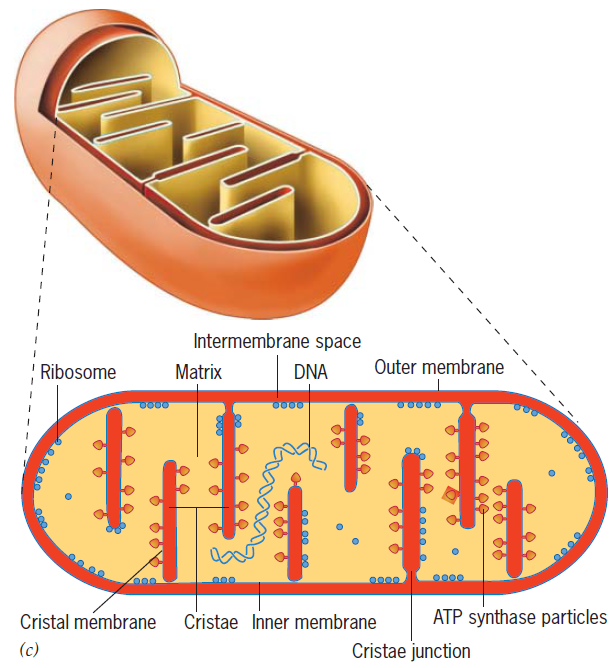 Intermembrane space
Ribosome
Matrix
DNA
Outer membrane
Cristal membrane
Cristae
Inner membrane
ATP synthase particles
(c)
Cristae junction